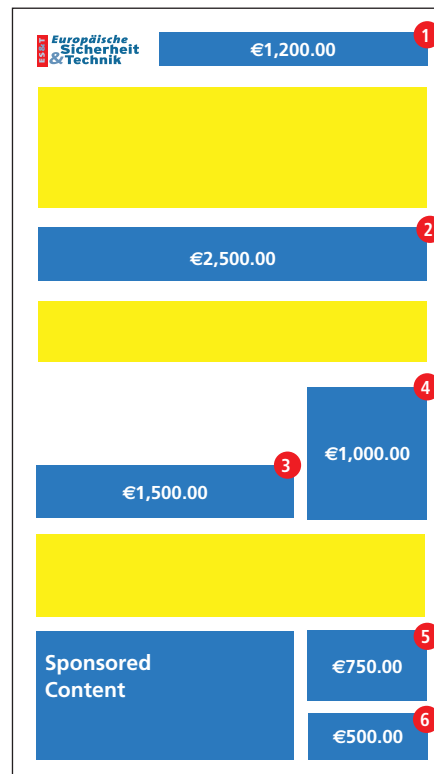 ES&T
Europäische
Sicherheit
& Technik
€1,200.00
1
2
€2,500.00
4
€1,000.00
3
€1,500.00
Sponsored
Content
5
€750.00
6
€500.00